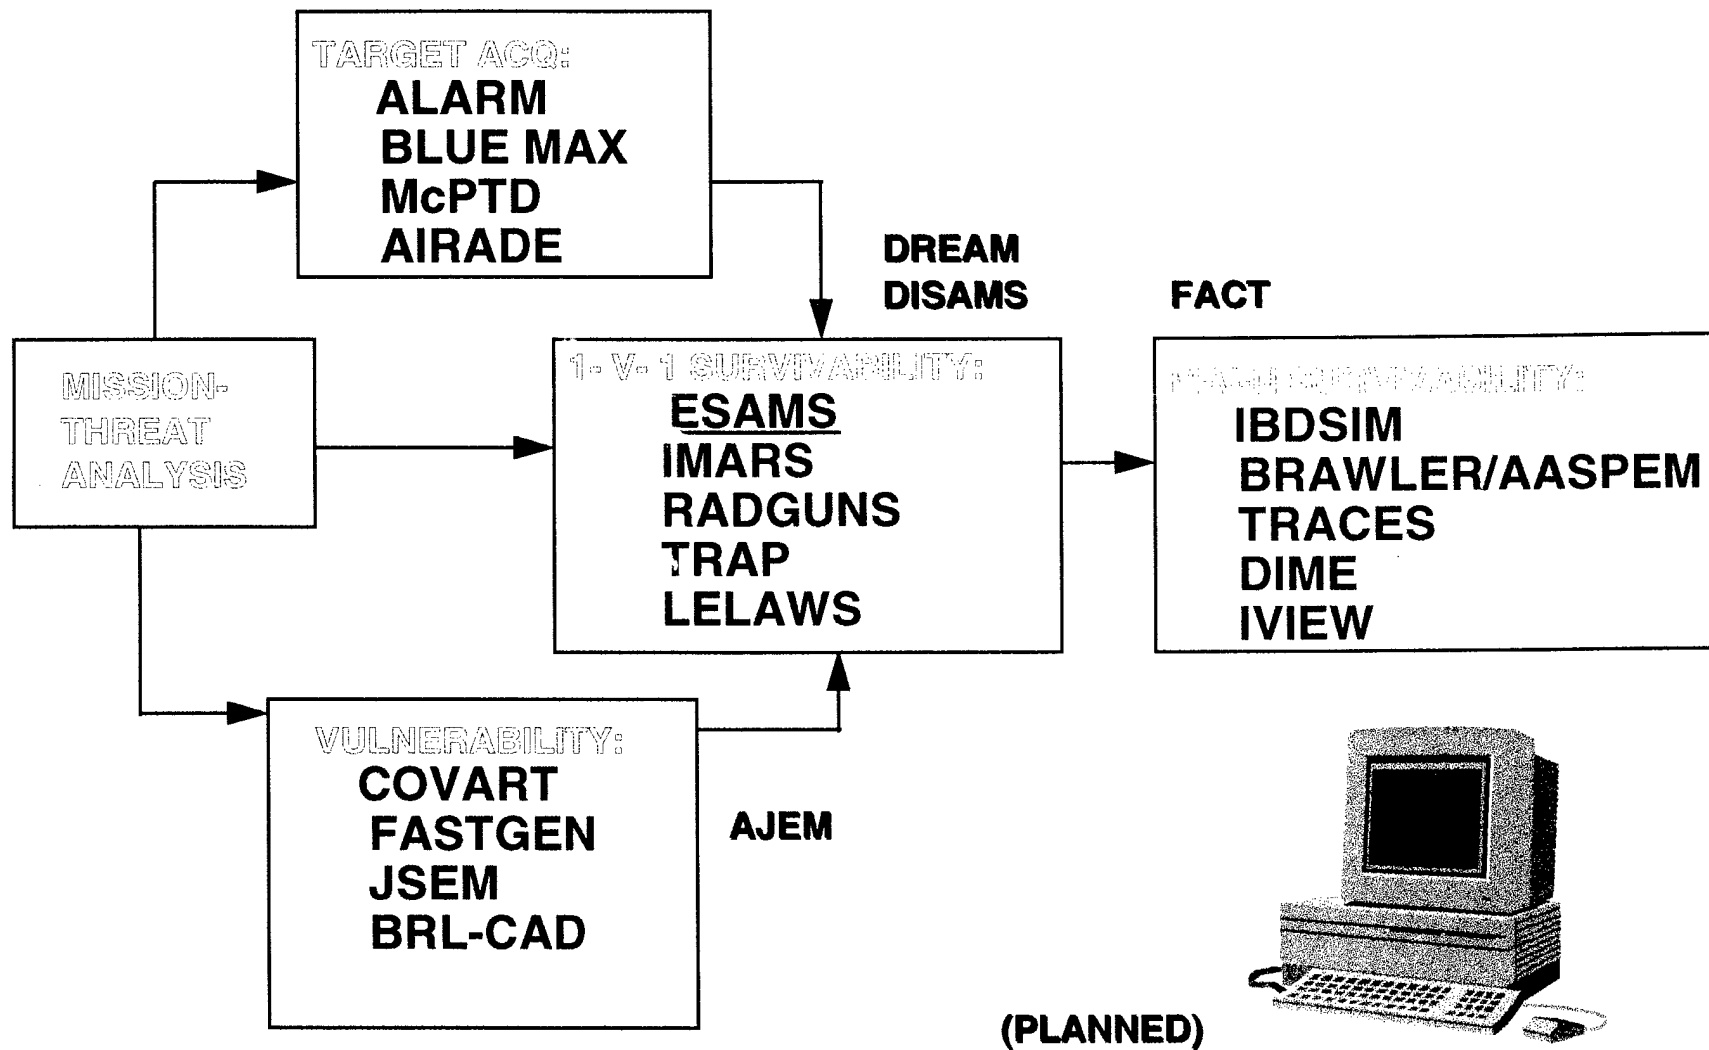 TARGET ACQ:
ALARM
BLUE MAX
McPTD
AIRADE
DREAM
DISAMS
FACT
MISSION-
THREAT
ANALYSIS
1- V- 1 SURVIVABILITY:
ESAMS
IMARS
RADGUNS
TRAP
LELAWS
SURVIVABILITY:
IBDSIM
BRAWLER/AASPEM
TRACES
DIME
IVIEW
VULNERABILITY:
COVART
FASTGEN
JSEM
BRL-CAD
AJEM
(PLANNED)